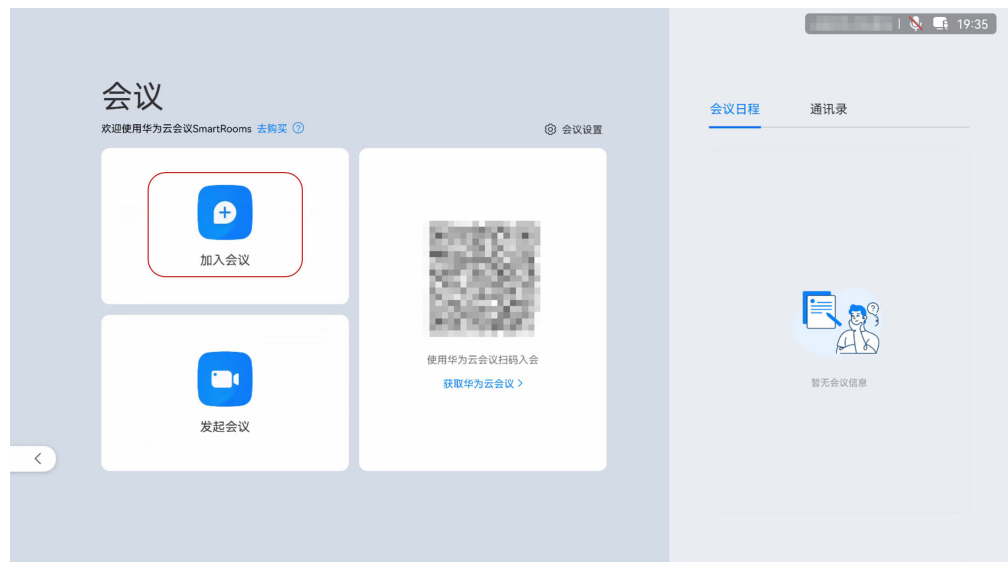 19:35
会议
欢迎使用华为云会议SmartRooms 去购买
会议设置
加入会议
发起会议
使用华为云会议扫码入会
获取华为云会议
会议日程 通讯录
暂无会议信息